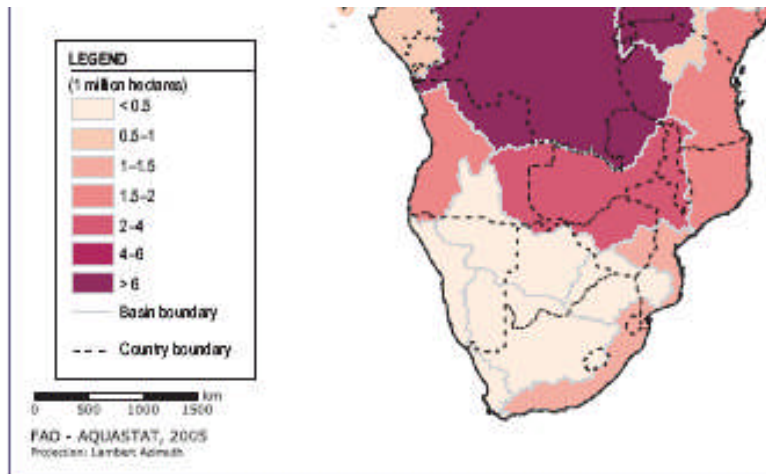 LEGEND
(1 million hectares)
< 0.5
0.5–1
1–1.5
1.5–2
2–4
4–6
> 6
Basin boundary
Country boundary
km
0 500 1000 1500
FAO - AQUASTAT, 2005
Projection: Lambert Azimuth